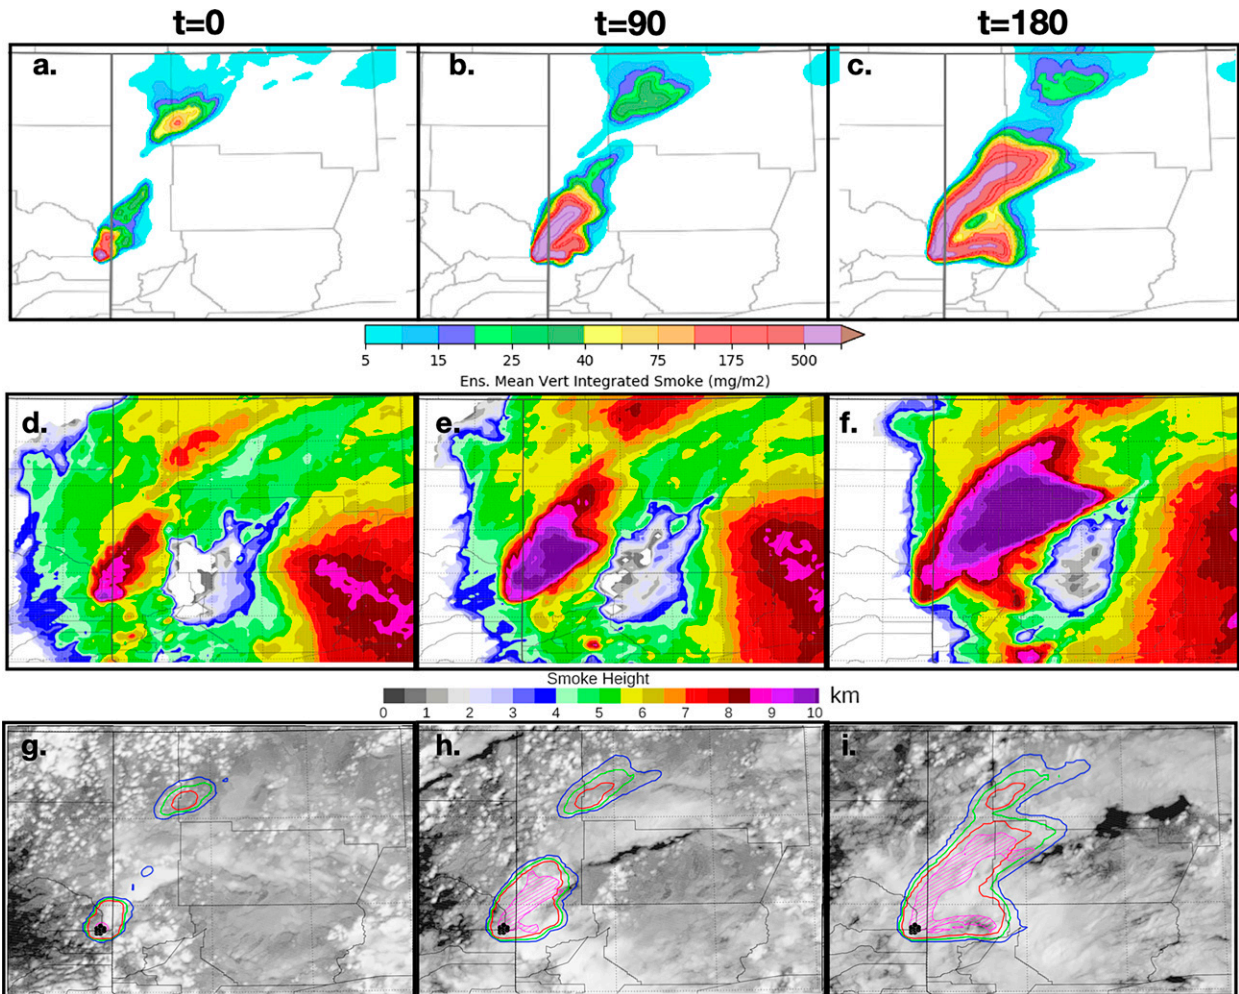 t=0 t=90 t=180
a. b. c.
5 15 25 40 75 175 500
Ens. Mean Vert Integrated Smoke (mg/m2)
d. e. f.
Smoke Height
0 1 2 3 4 5 6 7 8 9 10 km
g. h. i.